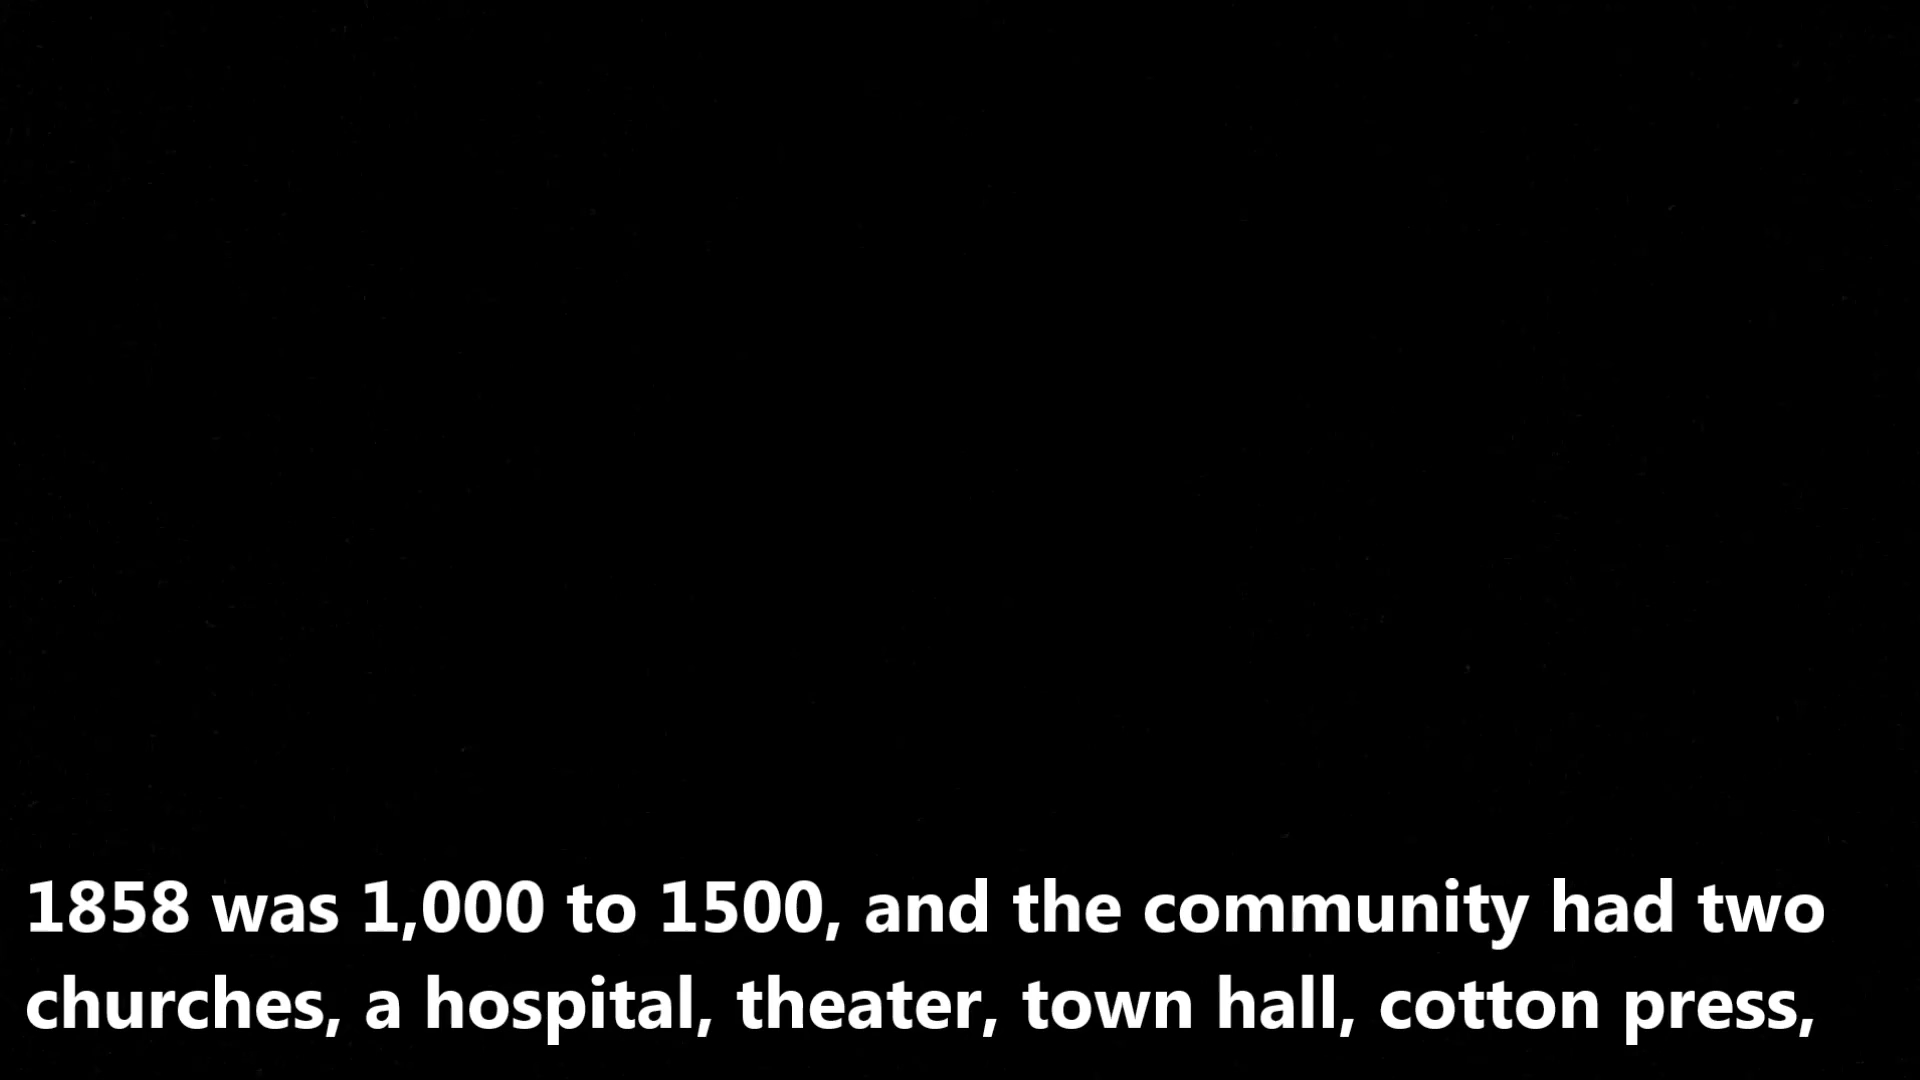 1858 was 1,000 to 1500, and the community had two
churches, a hospital, theater, town hall, cotton press,